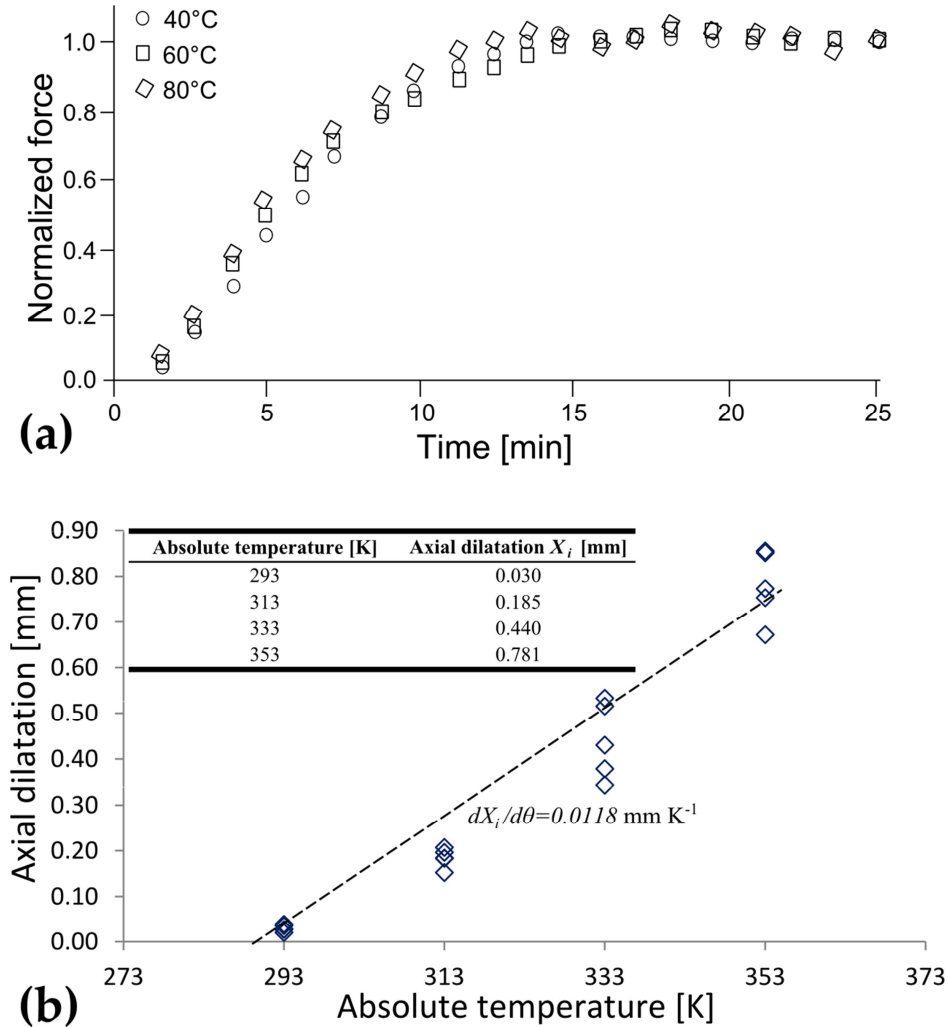 40°C
60°C
80°C
1.0
0.8
0.6
0.4
0.2
0.0
Normalized force
0 5 10 15 20 25
Time [min]
(a)
0.90
0.80
0.70
0.60
0.50
0.40
0.30
0.20
0.10
0.00
Axial dilatation [mm]
Absolute temperature [K] Axial dilatation Xi [mm]
293 0.030
313 0.185
333 0.440
353 0.781
dXi/dθ=0.0118 mm K-1
273 293 313 333 353 373
Absolute temperature [K]
(b)